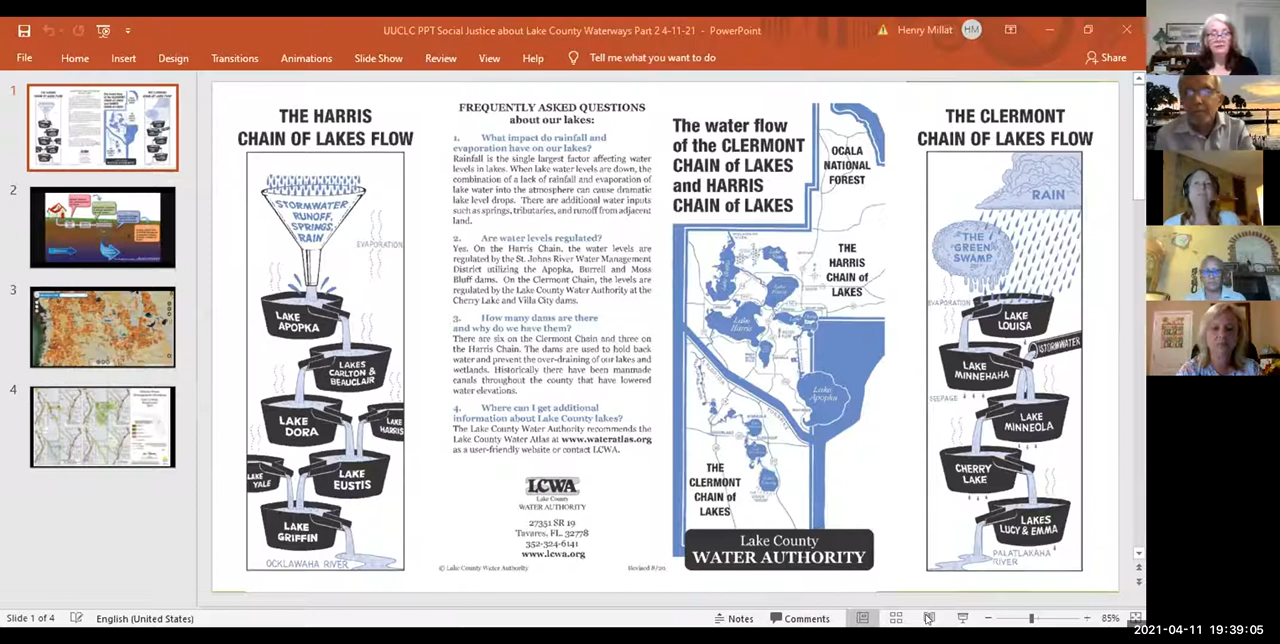 UUCLC PPT Social Justice about Lake County Waterways Part 2 4-11-21 - PowerPoint
Henry Millat
HM
File
Home
Insert
Design
Transitions
Animations
Slide Show
Review
View
Help
Tell me what you want to do
Share
1
2
3
4
THE HARRIS
CHAIN OF LAKES FLOW
STORMWATER
RUNOFF,
SPRINGS,
RAIN
EVAPORATION
LAKE
APOPKA
LAKES
CARLTON &
BEAUCLAIR
LAKE
DORA
LAKE
HARRIS
LAKE
YALE
LAKE
EUSTIS
LAKE
GRIFFIN
OCKLAWAHA RIVER
FREQUENTLY ASKED QUESTIONS
about our lakes:
1. What impact do rainfall and
evaporation have on our lakes?
Rainfall is the single largest factor affecting water
levels in lakes. When lake water levels are down, the
combination of a lack of rainfall and evaporation of
lake water into the atmosphere can cause dramatic
lake level drops. There are additional water inputs
such as springs, tributaries, and runoff from adjacent
land.
2. Are water levels regulated?
Yes. On the Harris Chain, the water levels are
regulated by the St. Johns River Water Management
District utilizing the Apopka, Burrell and Moss
Bluff dams. On the Clermont Chain, the levels are
regulated by the Lake County Water Authority at the
Cherry Lake and Villa City dams.
3. How many dams are there
and why do we have them?
There are six on the Clermont Chain and three on
the Harris Chain. The dams are used to hold back
water and prevent the over-draining of our lakes and
wetlands. Historically there have been manmade
canals throughout the county that have lowered
water elevations.
4. Where can I get additional
information about Lake County lakes?
The Lake County Water Authority recommends the
Lake County Water Atlas at www.wateratlas.org
as a user-friendly website or contact LCWA.
LCWA
Lake County
WATER AUTHORITY
27351 SR 19
Tavares, FL 32778
352-324-6141
www.lcwa.org
© Lake County Water Authority
Revised 8/20
The water flow
of the CLERMONT
CHAIN of LAKES
and HARRIS
CHAIN of LAKES
OCALA
NATIONAL
FOREST
THE
HARRIS
CHAIN of
LAKES
Lake
Harris
Lake
Apopka
THE
CLERMONT
CHAIN of
LAKES
Lake County
WATER AUTHORITY
THE CLERMONT
CHAIN OF LAKES FLOW
RAIN
THE
GREEN
SWAMP
EVAPORATION
LAKE
LOUISA
STORMWATER
LAKE
MINNEHAHA
SEEPAGE
LAKE
MINNEOLA
CHERRY
LAKE
LAKES
LUCY & EMMA
PALATLAKAHA
RIVER
Slide 1 of 4
English (United States)
Notes
Comments
85%
2021-04-11 19:39:05